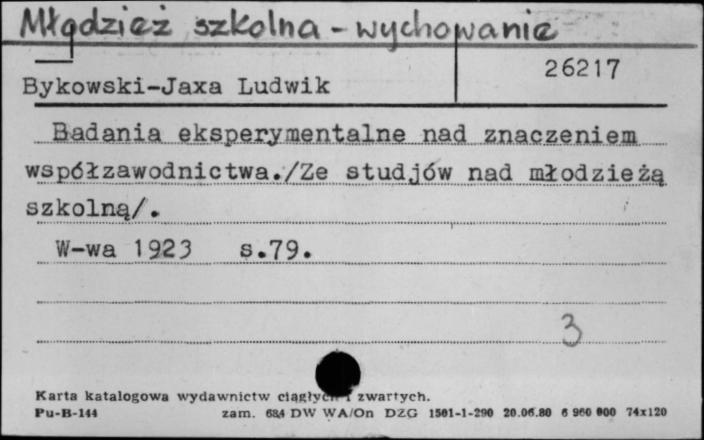 Młodzież szkolna - wychowanie
26217
Bykowski-Jaxa Ludwik
Badania eksperymentalne nad znaczeniem
współzawodnictwa./Ze studjów nad młodzieżą
szkolną/.
W-wa 1923 s.79.
3
Karta katalogowa wydawnictw ciągłych i zwartych.
Pu-B-144 zam. 684 DW WA/On DZG 1501-1-290 20.06.80 6 960 000 74x120